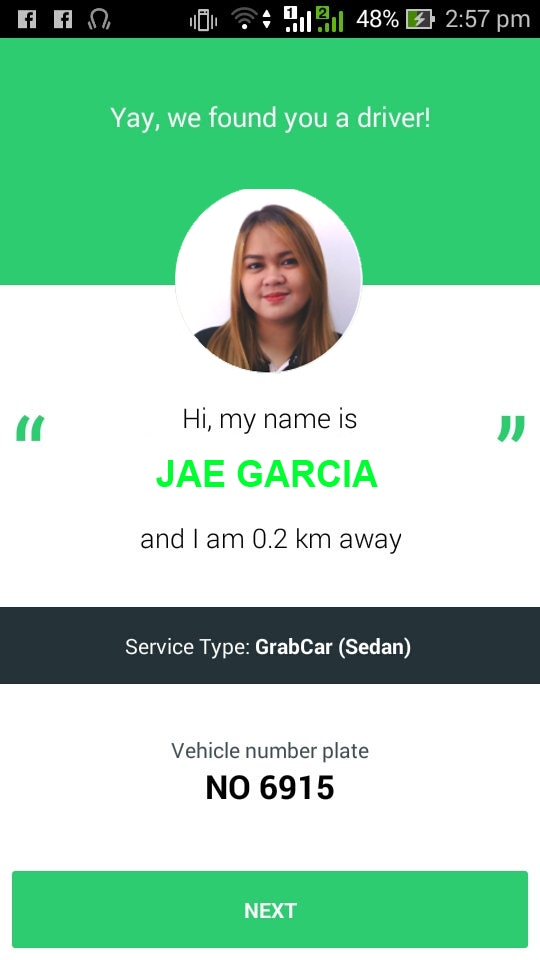 1 2 48% 2:57 pm
Yay, we found you a driver!
“ Hi, my name is ”
JAE GARCIA
and I am 0.2 km away
Service Type: GrabCar (Sedan)
Vehicle number plate
NO 6915
NEXT